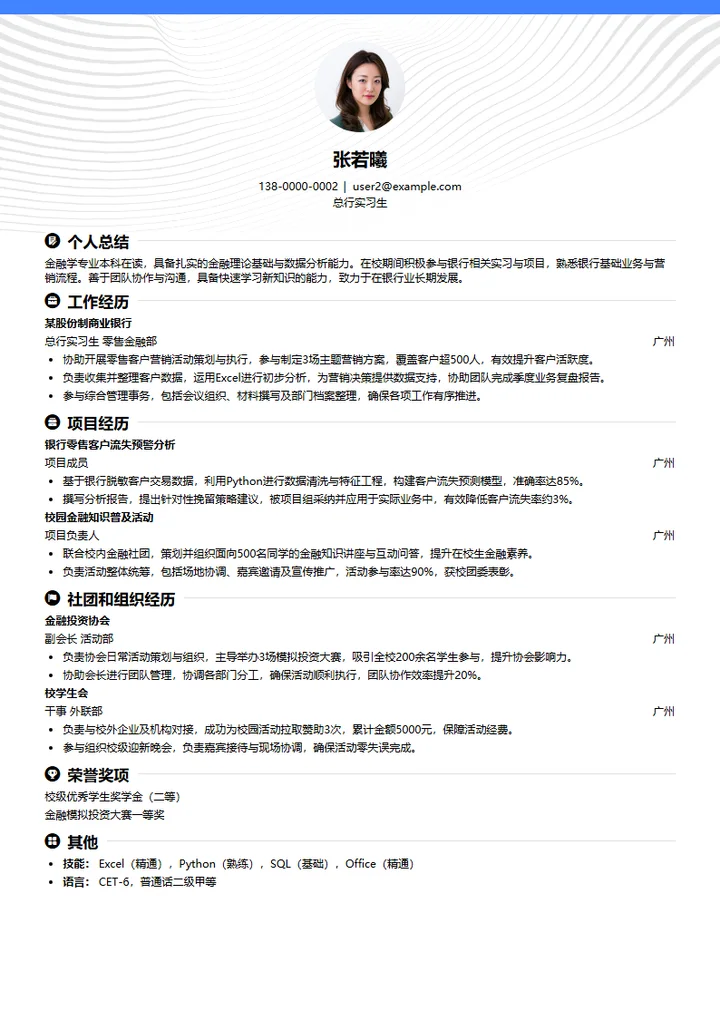 张若曦
138-0000-0002 | user2@example.com
总行实习生
个人总结
金融学专业本科在读，具备扎实的金融理论基础与数据分析能力。在校期间积极参与银行相关实习与项目，熟悉银行基础业务与营
销流程。善于团队协作与沟通，具备快速学习新知识的能力，致力于在银行业长期发展。
工作经历
某股份制商业银行
总行实习生 零售金融部 广州
• 协助开展零售客户营销活动策划与执行，参与制定3场主题营销方案，覆盖客户超500人，有效提升客户活跃度。
• 负责收集并整理客户数据，运用Excel进行初步分析，为营销决策提供数据支持，协助团队完成季度业务复盘报告。
• 参与综合管理事务，包括会议组织、材料撰写及部门档案整理，确保各项工作有序推进。
项目经历
银行零售客户流失预警分析
项目成员 广州
• 基于银行脱敏客户交易数据，利用Python进行数据清洗与特征工程，构建客户流失预测模型，准确率达85%。
• 撰写分析报告，提出针对性挽留策略建议，被项目组采纳并应用于实际业务中，有效降低客户流失率约3%。
校园金融知识普及活动
项目负责人 广州
• 联合校内金融社团，策划并组织面向500名同学的金融知识讲座与互动问答，提升在校生金融素养。
• 负责活动整体统筹，包括场地协调、嘉宾邀请及宣传推广，活动参与率达90%，获校团委表彰。
社团和组织经历
金融投资协会
副会长 活动部 广州
• 负责协会日常活动策划与组织，主导举办3场模拟投资大赛，吸引全校200余名学生参与，提升协会影响力。
• 协助会长进行团队管理，协调各部门分工，确保活动顺利执行，团队协作效率提升20%。
校学生会
干事 外联部 广州
• 负责与校外企业及机构对接，成功为校园活动拉取赞助3次，累计金额5000元，保障活动经费。
• 参与组织校级迎新晚会，负责嘉宾接待与现场协调，确保活动零失误完成。
荣誉奖项
校级优秀学生奖学金（二等）
金融模拟投资大赛一等奖
其他
• 技能： Excel（精通），Python（熟练），SQL（基础），Office（精通）
• 语言： CET-6，普通话二级甲等